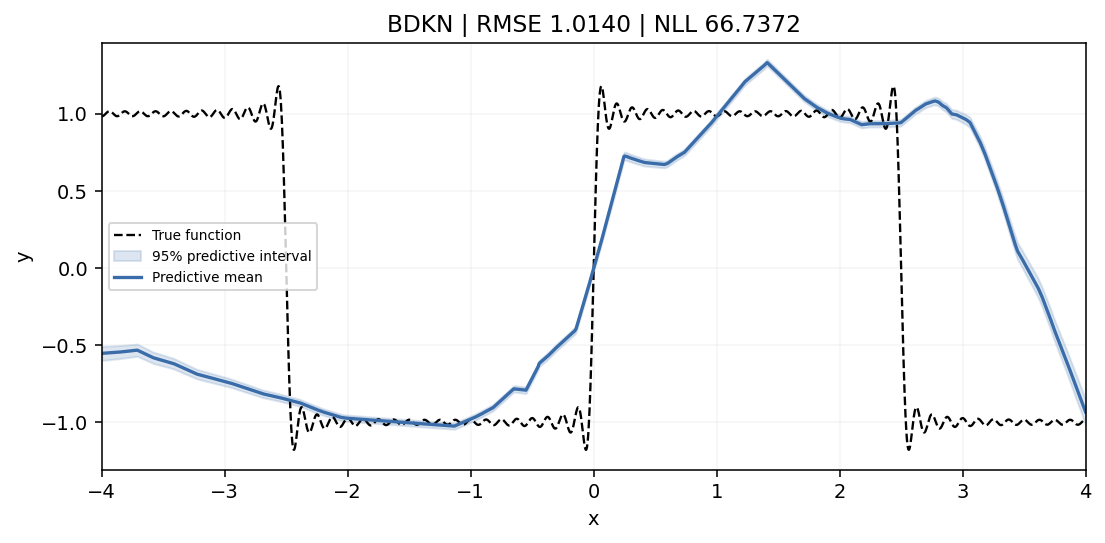 BDKN | RMSE 1.0140 | NLL 66.7372
y
1.0
0.5
0.0
−0.5
−1.0
True function
95% predictive interval
Predictive mean
−4 −3 −2 −1 0 1 2 3 4
x